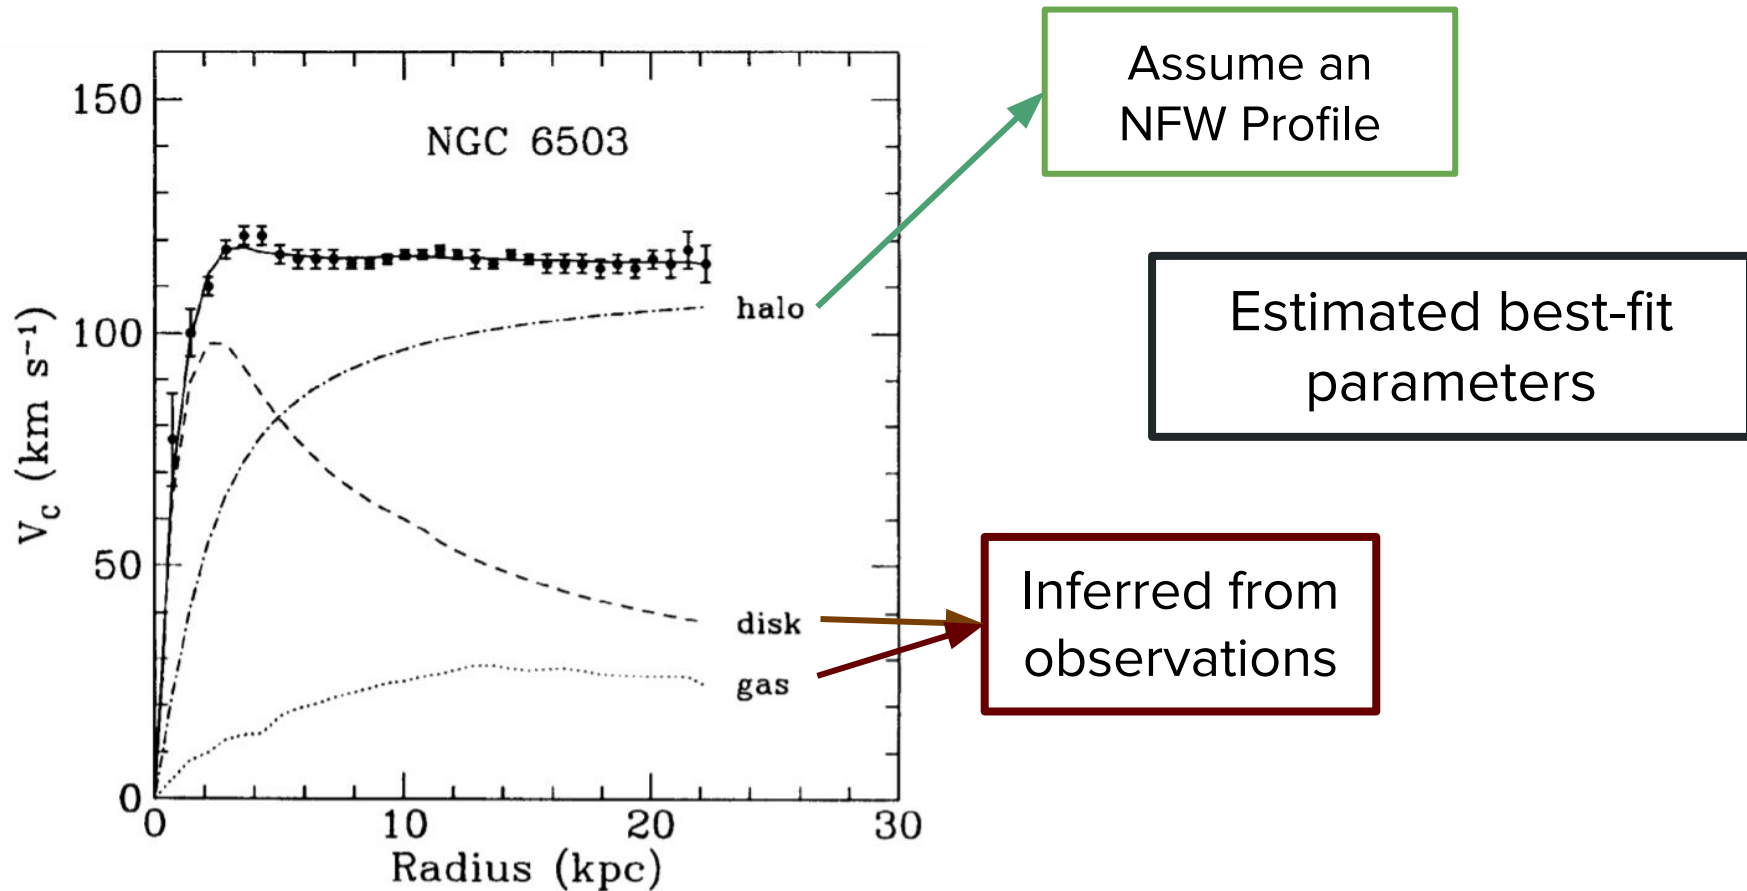 150
100
50
0
V_C (km s⁻¹)
NGC 6503
halo
disk
gas
0
10
20
30
Radius (kpc)
Assume an
NFW Profile
Estimated best-fit
parameters
Inferred from
observations